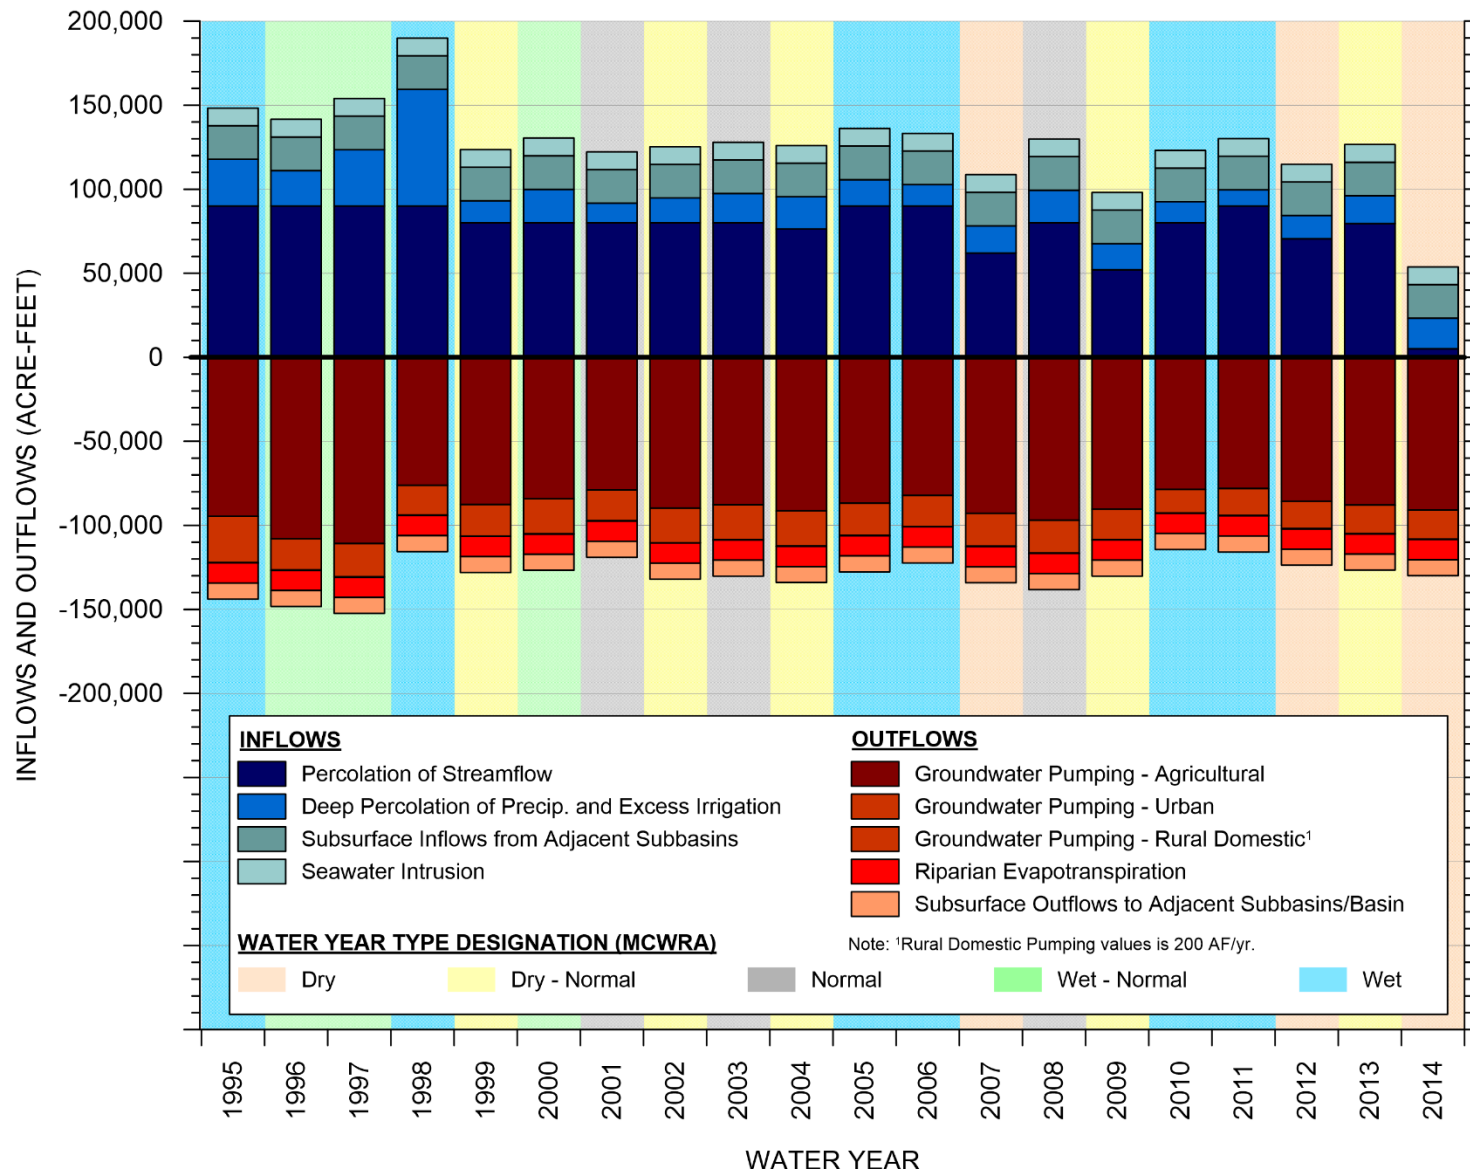 200,000
150,000
100,000
50,000
0
-50,000
-100,000
-150,000
-200,000
INFLOWS AND OUTFLOWS (ACRE-FEET)
INFLOWS
Percolation of Streamflow
Deep Percolation of Precip. and Excess Irrigation
Subsurface Inflows from Adjacent Subbasins
Seawater Intrusion
OUTFLOWS
Groundwater Pumping - Agricultural
Groundwater Pumping - Urban
Groundwater Pumping - Rural Domestic¹
Riparian Evapotranspiration
Subsurface Outflows to Adjacent Subbasins/Basin
Note: ¹Rural Domestic Pumping values is 200 AF/yr.
WATER YEAR TYPE DESIGNATION (MCWRA)
Dry
Dry - Normal
Normal
Wet - Normal
Wet
1995
1996
1997
1998
1999
2000
2001
2002
2003
2004
2005
2006
2007
2008
2009
2010
2011
2012
2013
2014
WATER YEAR